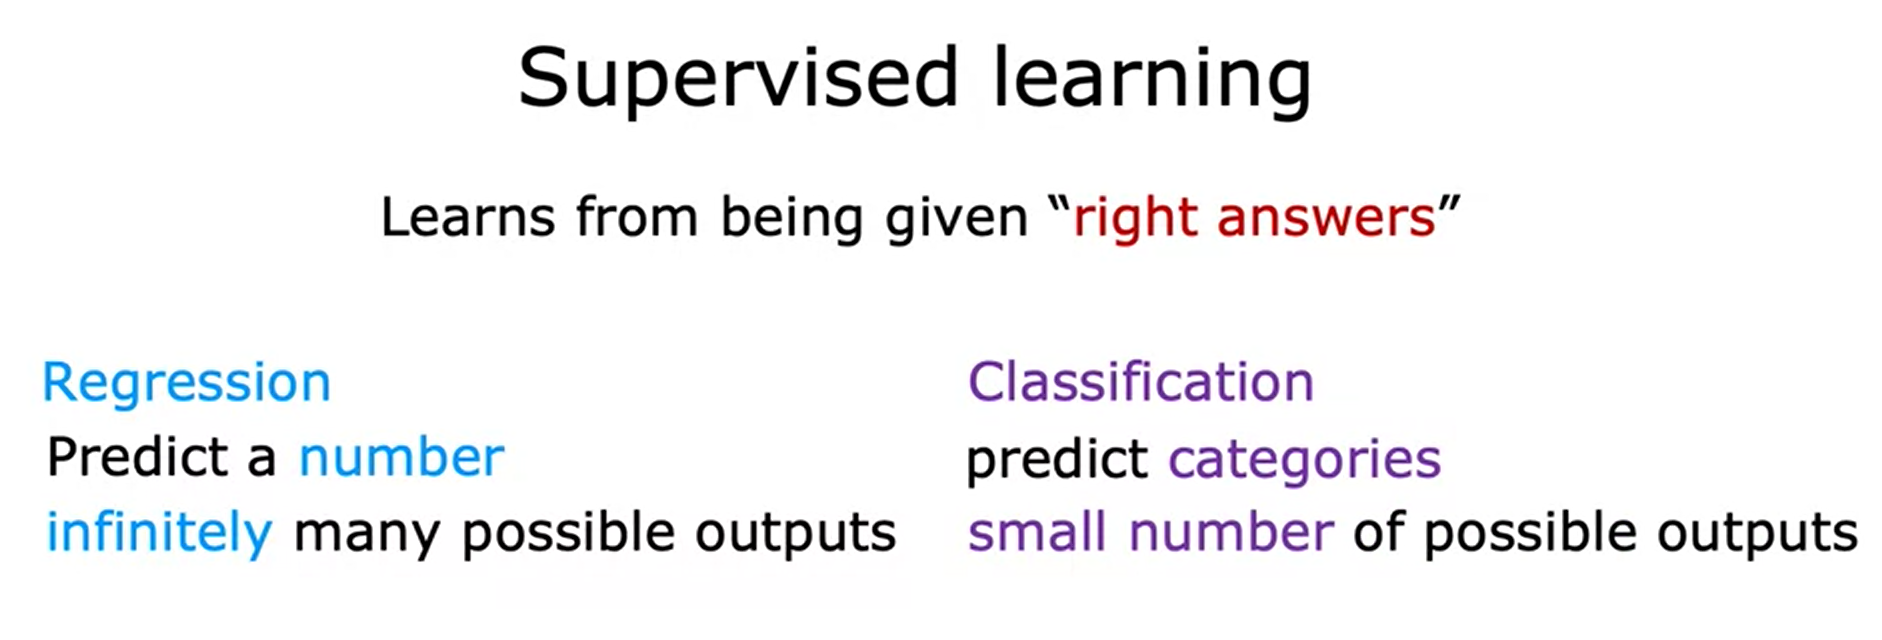 Supervised learning
Learns from being given “right answers”
Regression
Predict a number
infinitely many possible outputs
Classification
predict categories
small number of possible outputs